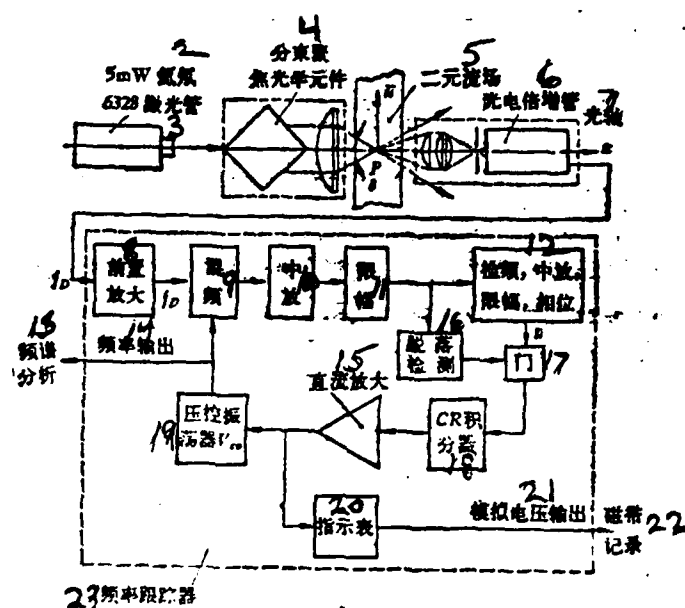 2
5mW 氦氖
6328 激光管
3
4
分束聚
焦光学元件
5
二元流场
6
光电倍增管
7
光轴
8
前置
放大
f_D
f_D
混频
9
中放
10
限幅
11
12
检频，中放，
限幅，相位
13
频谱
分析
14
频率输出
15
直流放大
16
脱落
检测
门
17
CR积
分器
18
19
压控振
荡器
20
指示表
21
模拟电压输出
磁带
记录
22
23 频率跟踪器